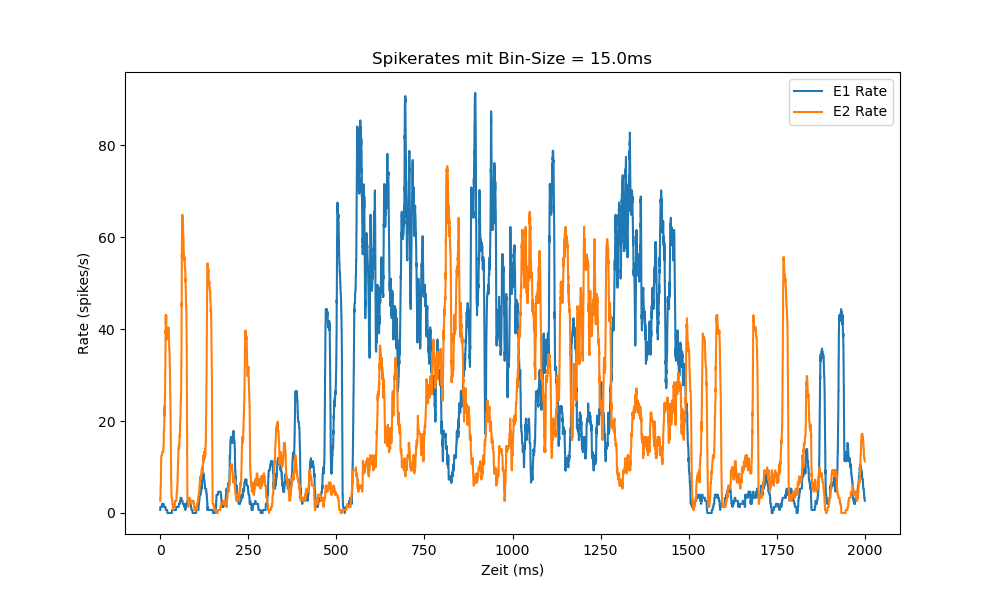 Spikerates mit Bin-Size = 15.0ms
E1 Rate
E2 Rate
Rate (spikes/s)
80
60
40
20
0
0 250 500 750 1000 1250 1500 1750 2000
Zeit (ms)